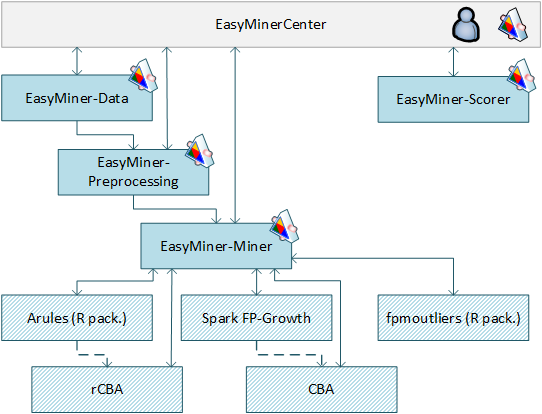 EasyMinerCenter
EasyMiner-Data
EasyMiner-Scorer
EasyMiner-
Preprocessing
EasyMiner-Miner
Arules (R pack.)
Spark FP-Growth
fpmoutliers (R pack.)
rCBA
CBA